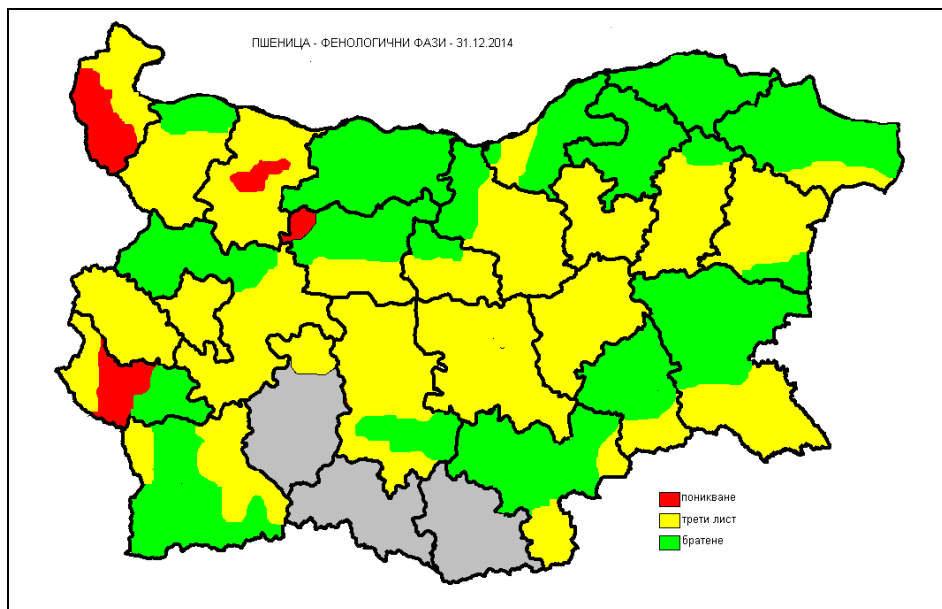 ПШЕНИЦА - ФЕНОЛОГИЧНИ ФАЗИ - 31.12.2014
поникване
трети лист
братене